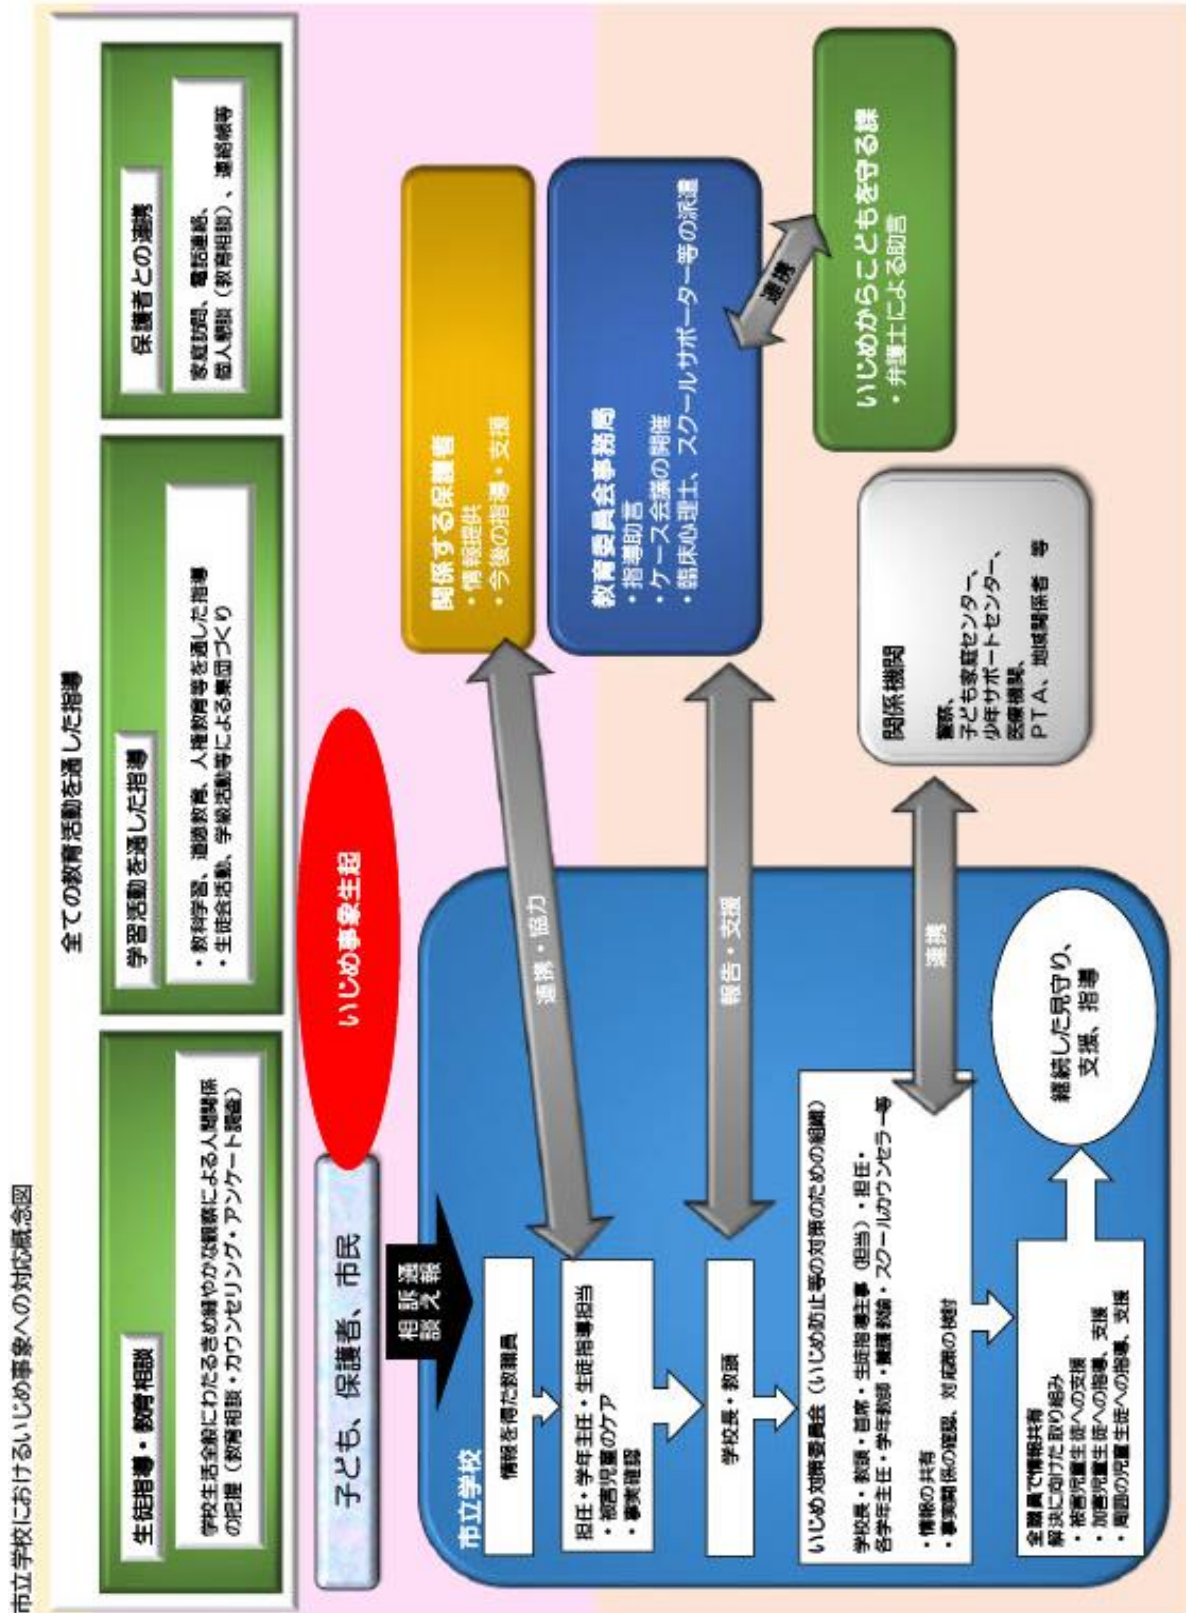 市立学校におけるいじめ事象への対応概念図
全ての教育活動を通した指導
生徒指導・教育相談
学校生活全般にわたるきめ細やかな観察による人間関係
の把握（教育相談・カウンセリング・アンケート調査）
学習活動を通した指導
・教科学習、道徳教育、人権教育等を通した指導
・生徒会活動、学級活動等による集団づくり
保護者との連携
家庭訪問、電話連絡、
個人懇談（教育相談）、連絡帳等
子ども、保護者、市民
いじめ事象生起
相談
訴え
通報
市立学校
情報を得た教職員
担任・学年主任・生徒指導担当
・被害児童のケア
・事実確認
学校長・教頭
いじめ対策委員会（いじめ防止等の対策のための組織）
学校長・教頭・首席・生徒指導主事（担当）・担任・
各学年主任・学年教師・養護教諭・スクールカウンセラー等
・情報の共有
・事実関係の確認、対応策の検討
全職員で情報共有
解決に向けた取り組み
・被害児童生徒への支援
・加害児童生徒への指導、支援
・周囲の児童生徒への指導、支援
継続した見守り、
支援、指導
連携・協力
報告・支援
連携
関係する保護者
・情報提供
・今後の指導・支援
教育委員会事務局
・指導助言
・ケース会議の開催
・臨床心理士、スクールサポーター等の派遣
連携
いじめからこどもを守る課
・弁護士による助言
関係機関
警察、
子ども家庭センター、
少年サポートセンター、
医療機関、
ＰＴＡ、地域関係者　等